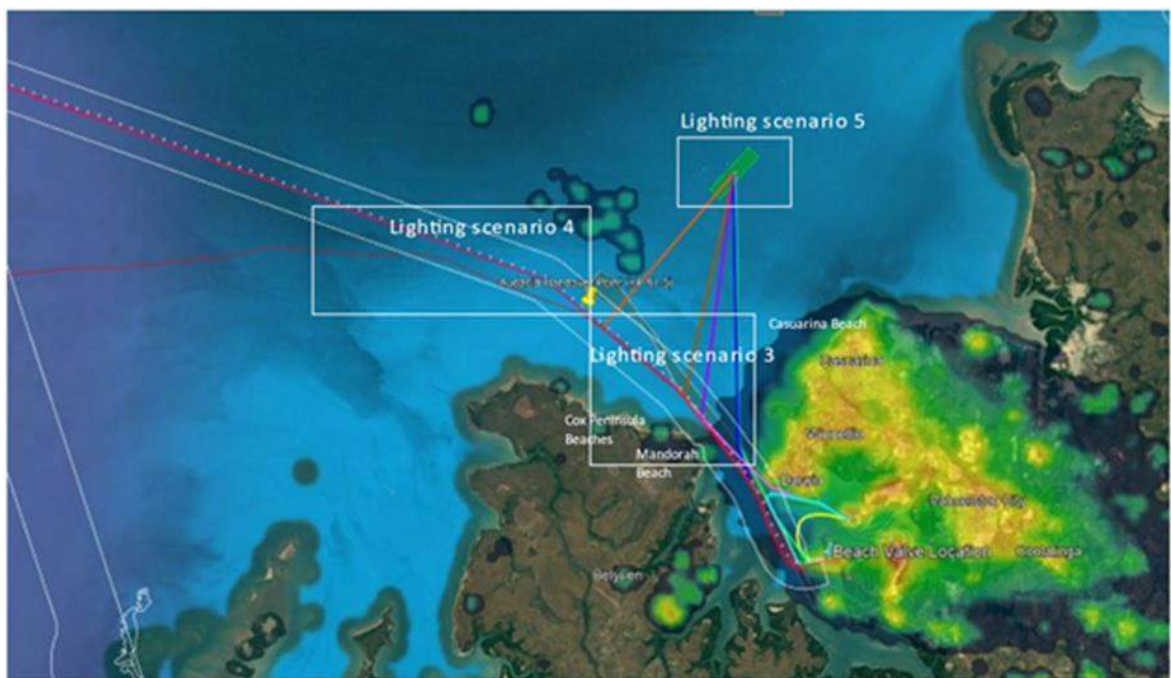 Lighting scenario 5
Lighting scenario 4
Casuarina Beach
Lighting scenario 3
Casuarina
Cox Peninsula
Beaches
Mandorah
Beach
Darwin
Palmerston City
Beach Valve Location
Coolalinga
Belyuen